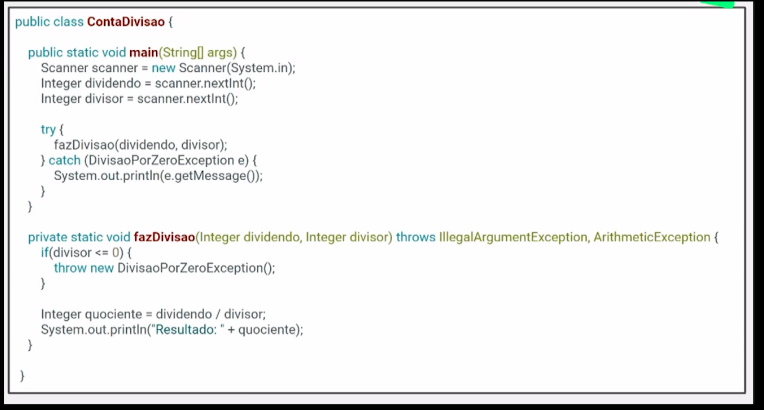 public class ContaDivisao {
public static void main(String[] args) {
Scanner scanner = new Scanner(System.in);
Integer dividendo = scanner.nextInt();
Integer divisor = scanner.nextInt();
try {
fazDivisao(dividendo, divisor);
} catch (DivisaoPorZeroException e) {
System.out.println(e.getMessage());
}
}
private static void fazDivisao(Integer dividendo, Integer divisor) throws IllegalArgumentException, ArithmeticException {
if(divisor <= 0) {
throw new DivisaoPorZeroException();
}
Integer quociente = dividendo / divisor;
System.out.println("Resultado: " + quociente);
}
}